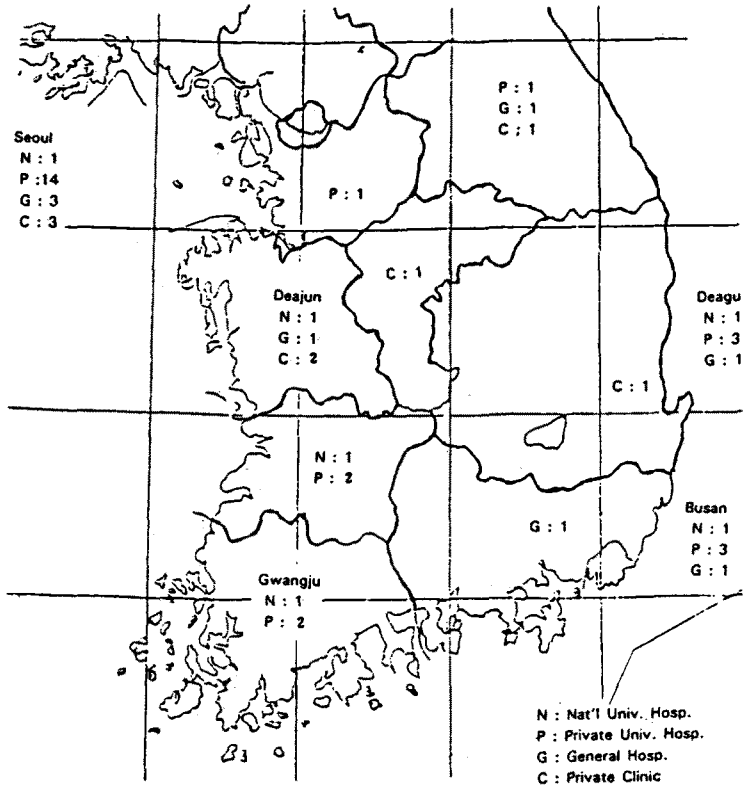 P : 1
G : 1
C : 1
Seoul
N : 1
P :14
G : 3
C : 3
P : 1
C : 1
Deajun
N : 1
G : 1
C : 2
Deagu
N : 1
P : 3
G : 1
C : 1
N : 1
P : 2
G : 1
Busan
N : 1
P : 3
G : 1
Gwangju
N : 1
P : 2
N : Nat'l Univ. Hosp.
P : Private Univ. Hosp.
G : General Hosp.
C : Private Clinic